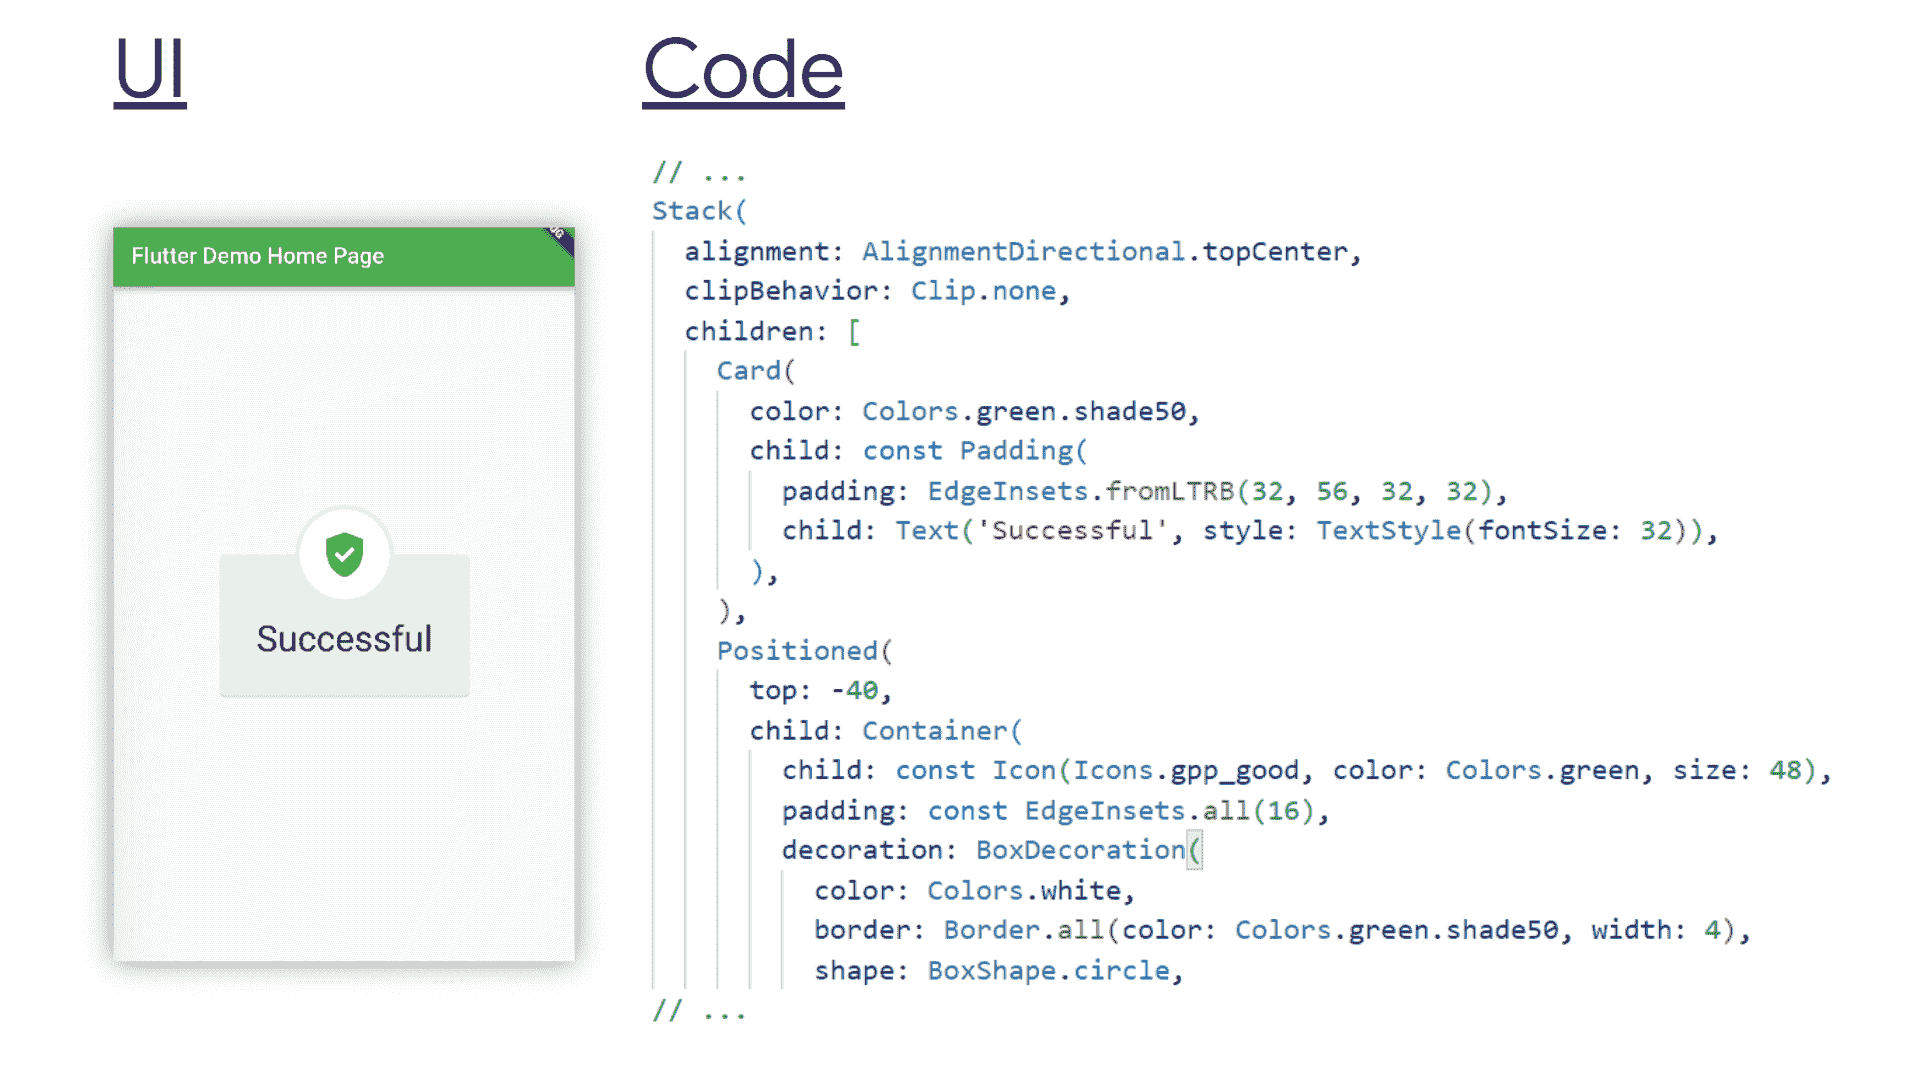 UI
Code
Flutter Demo Home Page
Successful
// ...
Stack(
alignment: AlignmentDirectional.topCenter,
clipBehavior: Clip.none,
children: [
Card(
color: Colors.green.shade50,
child: const Padding(
padding: EdgeInsets.fromLTRB(32, 56, 32, 32),
child: Text('Successful', style: TextStyle(fontSize: 32)),
),
),
Positioned(
top: -40,
child: Container(
child: const Icon(Icons.gpp_good, color: Colors.green, size: 48),
padding: const EdgeInsets.all(16),
decoration: BoxDecoration(
color: Colors.white,
border: Border.all(color: Colors.green.shade50, width: 4),
shape: BoxShape.circle,
// ...